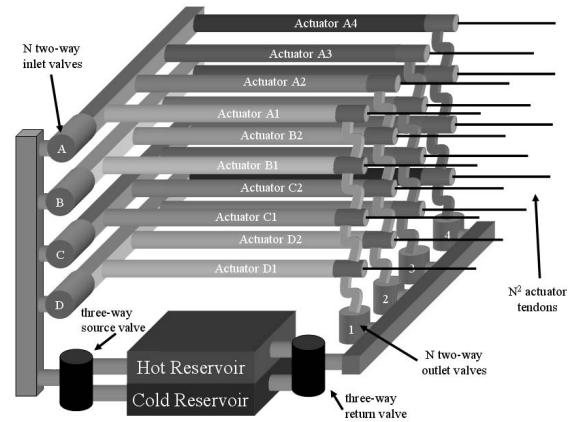 Actuator A4
N two-way
inlet valves
Actuator A3
Actuator A2
Actuator A1
A
Actuator B2
Actuator B1
B
Actuator C2
Actuator C1
4
C
Actuator D2
3
Actuator D1
N² actuator
tendons
D
2
three-way
source valve
1
N two-way
outlet valves
Hot Reservoir
Cold Reservoir
three-way
return valve